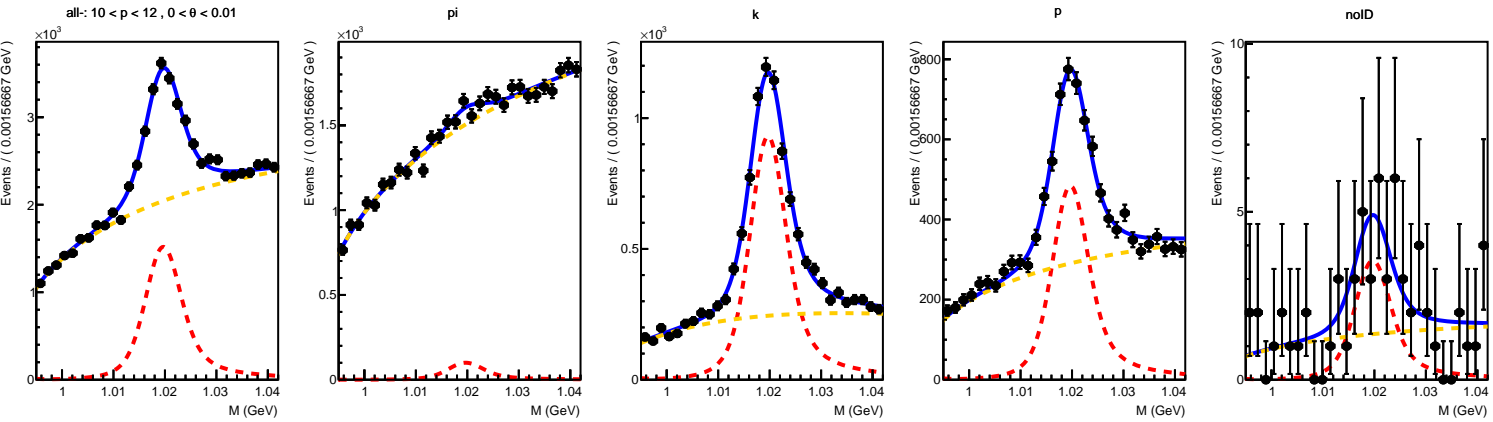 all-: 10 < p < 12 , 0 < θ < 0.01
×10³
Events / ( 0.00156667 GeV )
3
2
1
0
1 1.01 1.02 1.03 1.04
M (GeV)
pi
×10³
Events / ( 0.00156667 GeV )
1.5
1
0.5
0
1 1.01 1.02 1.03 1.04
M (GeV)
k
×10³
Events / ( 0.00156667 GeV )
1
0.5
0
1 1.01 1.02 1.03 1.04
M (GeV)
p
Events / ( 0.00156667 GeV )
800
600
400
200
0
1 1.01 1.02 1.03 1.04
M (GeV)
noID
Events / ( 0.00156667 GeV )
10
5
0
1 1.01 1.02 1.03 1.04
M (GeV)